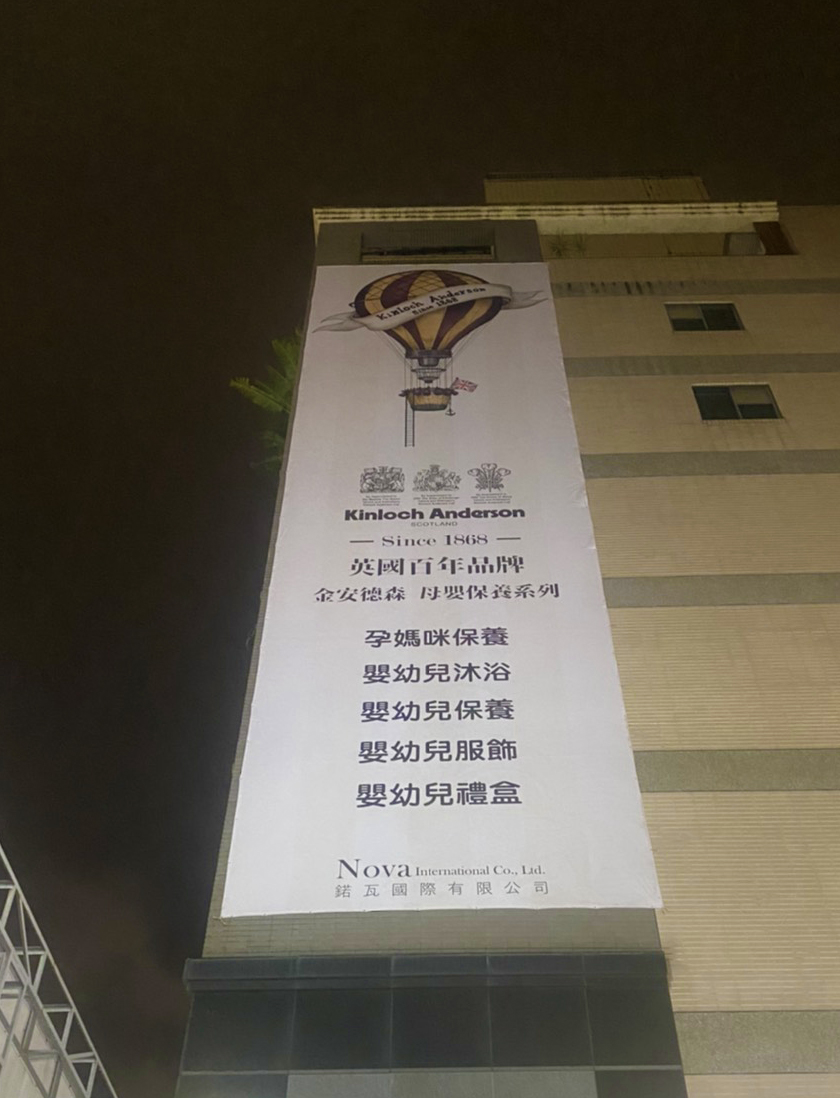 Kinloch Anderson
Since 1868
Kinloch Anderson
SCOTLAND
Since 1868
英國百年品牌
金安德森 母嬰保養系列
孕媽咪保養
嬰幼兒沐浴
嬰幼兒保養
嬰幼兒服飾
嬰幼兒禮盒
Nova International Co., Ltd.
鍩瓦國際有限公司